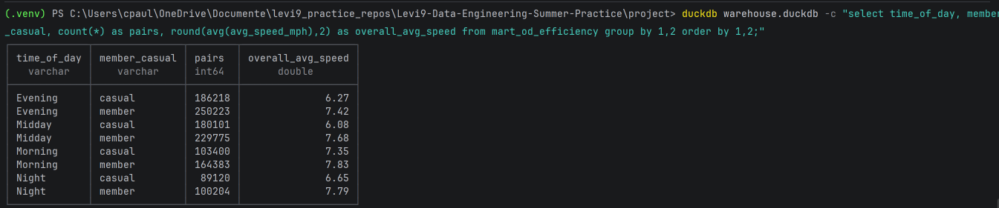 (.venv) PS C:\Users\cpaul\OneDrive\Documente\levi9_practice_repos\Levi9-Data-Engineering-Summer-Practice\project> duckdb warehouse.duckdb -c "select time_of_day, member
_casual, count(*) as pairs, round(avg(avg_speed_mph),2) as overall_avg_speed from mart_od_efficiency group by 1,2 order by 1,2;"
time_of_day member_casual pairs overall_avg_speed
varchar varchar int64 double
Evening casual 186218 6.27
Evening member 250223 7.42
Midday casual 180101 6.08
Midday member 229775 7.68
Morning casual 103400 7.35
Morning member 164383 7.83
Night casual 89120 6.65
Night member 100204 7.79